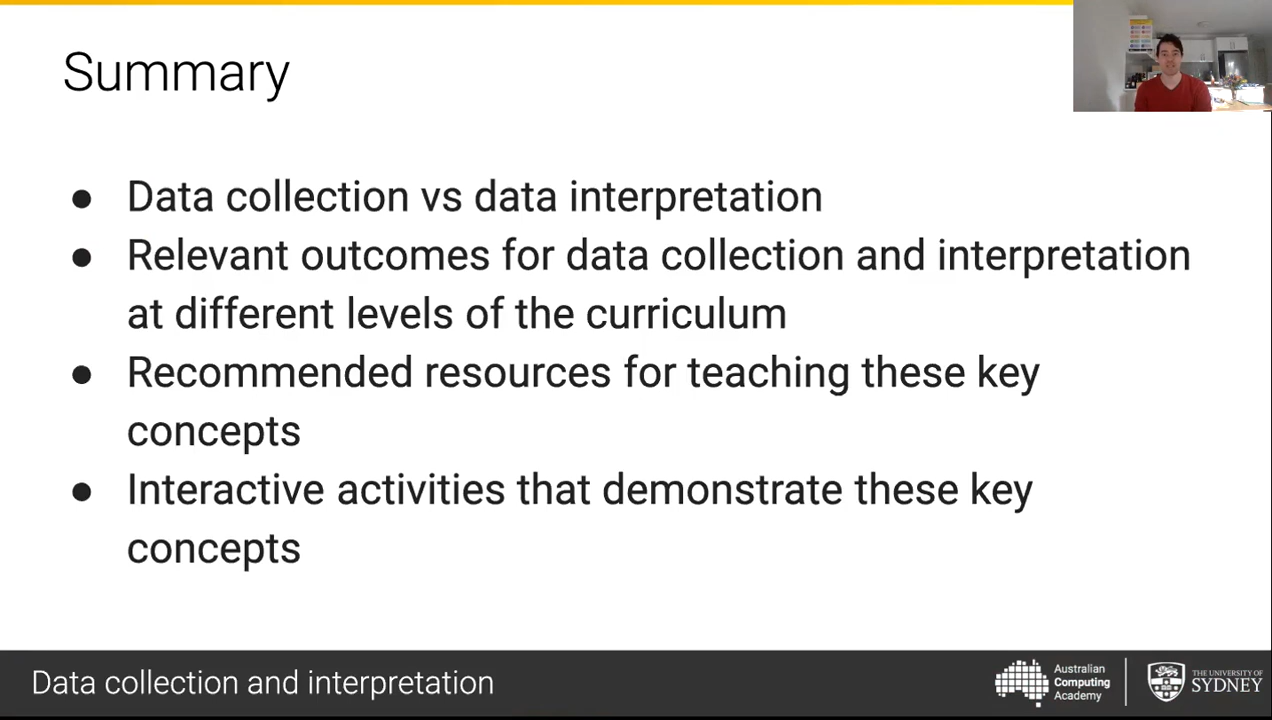 Summary
● Data collection vs data interpretation
● Relevant outcomes for data collection and interpretation
at different levels of the curriculum
● Recommended resources for teaching these key
concepts
● Interactive activities that demonstrate these key
concepts
Data collection and interpretation
Australian
Computing
Academy
THE UNIVERSITY OF
SYDNEY